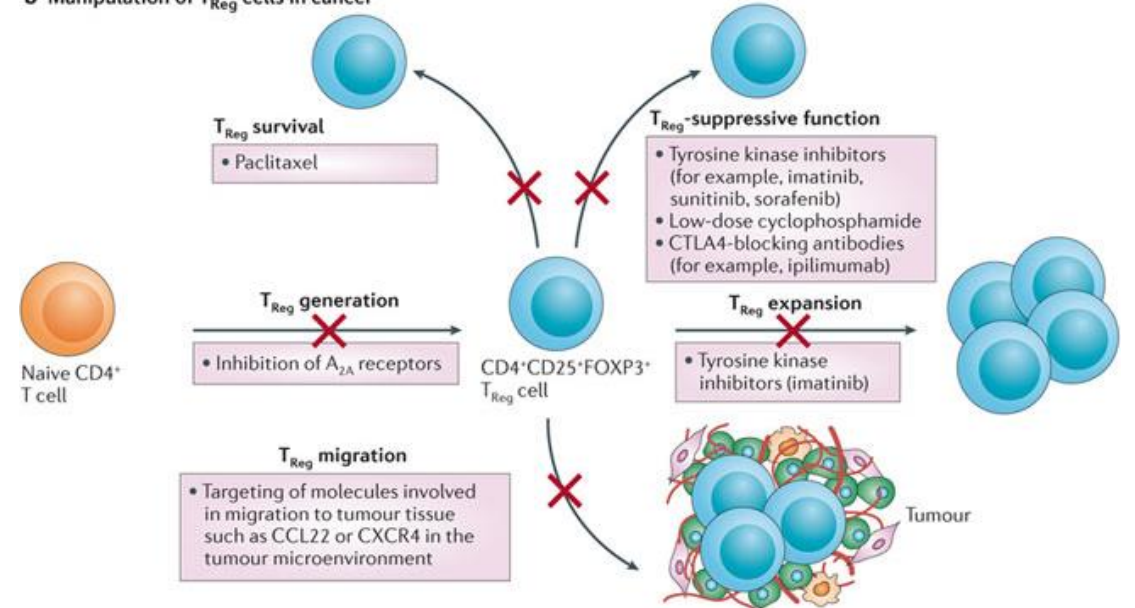 Manipulation of TReg cells in cancer
TReg survival
• Paclitaxel
TReg-suppressive function
• Tyrosine kinase inhibitors
(for example, imatinib,
sunitinib, sorafenib)
• Low-dose cyclophosphamide
• CTLA4-blocking antibodies
(for example, ipilimumab)
Naive CD4⁺
T cell
TReg generation
• Inhibition of A2A receptors
CD4⁺CD25⁺FOXP3⁺
TReg cell
TReg expansion
• Tyrosine kinase
inhibitors (imatinib)
TReg migration
• Targeting of molecules involved
in migration to tumour tissue
such as CCL22 or CXCR4 in the
tumour microenvironment
Tumour